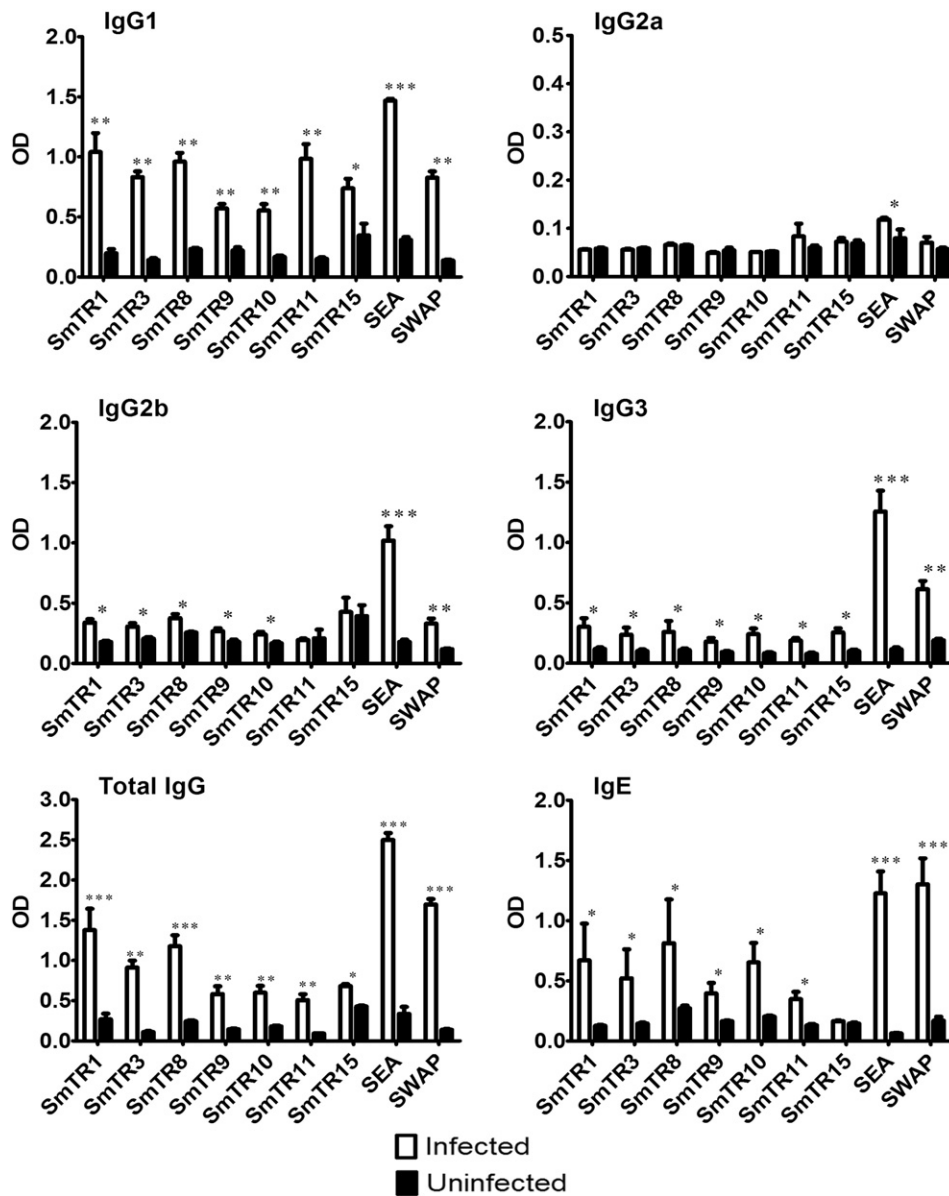 IgG1
2.0
1.5
1.0
0.5
0.0
OD
** ** ** ** ** ** * *** **
SmTR1 SmTR3 SmTR8 SmTR9 SmTR10 SmTR11 SmTR15 SEA SWAP
IgG2a
0.5
0.4
0.3
0.2
0.1
0.0
OD
*
SmTR1 SmTR3 SmTR8 SmTR9 SmTR10 SmTR11 SmTR15 SEA SWAP
IgG2b
2.0
1.5
1.0
0.5
0.0
OD
* * * * * *** **
SmTR1 SmTR3 SmTR8 SmTR9 SmTR10 SmTR11 SmTR15 SEA SWAP
IgG3
2.0
1.5
1.0
0.5
0.0
OD
* * * * * * * *** **
SmTR1 SmTR3 SmTR8 SmTR9 SmTR10 SmTR11 SmTR15 SEA SWAP
Total IgG
3.0
2.5
2.0
1.5
1.0
0.5
0.0
OD
*** ** *** ** ** ** * *** ***
SmTR1 SmTR3 SmTR8 SmTR9 SmTR10 SmTR11 SmTR15 SEA SWAP
IgE
2.0
1.5
1.0
0.5
0.0
OD
* * * * * * *** ***
SmTR1 SmTR3 SmTR8 SmTR9 SmTR10 SmTR11 SmTR15 SEA SWAP
Infected
Uninfected